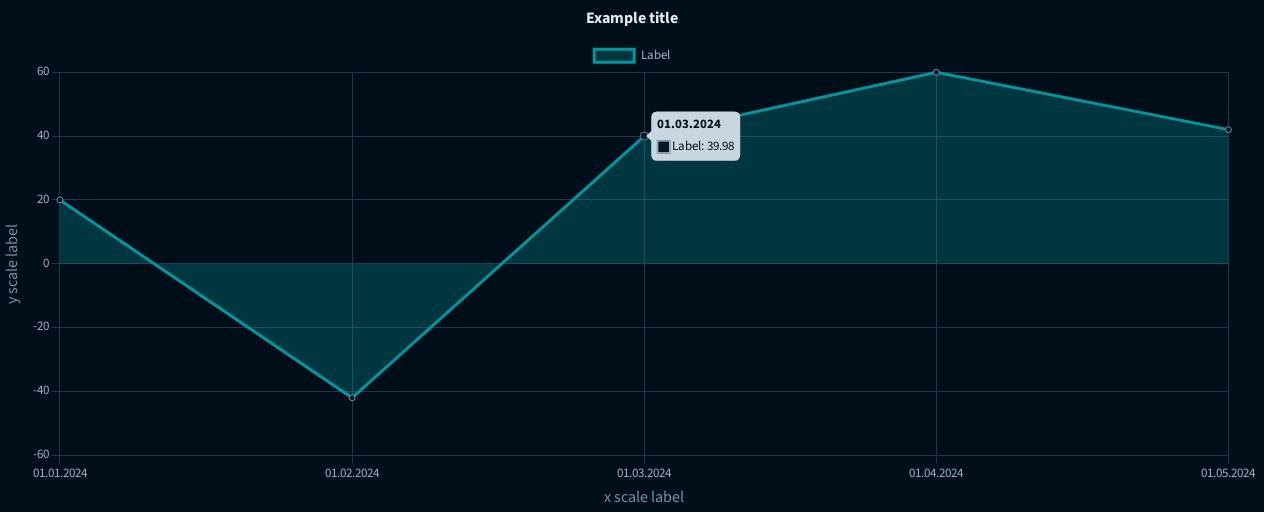 Example title
Label
60
40
20
0
-20
-40
-60
y scale label
01.03.2024
Label: 39.98
01.01.2024 01.02.2024 01.03.2024 01.04.2024 01.05.2024
x scale label